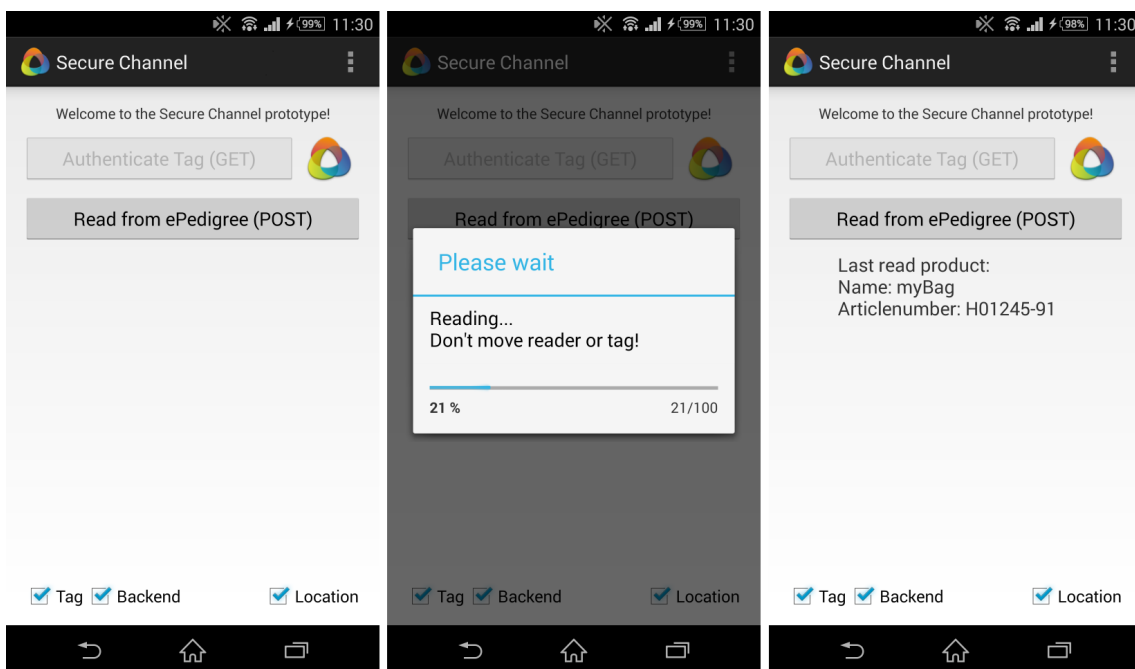 99% 11:30
Secure Channel
Welcome to the Secure Channel prototype!
Authenticate Tag (GET)
Read from ePedigree (POST)
Tag Backend Location
99% 11:30
Secure Channel
Welcome to the Secure Channel prototype!
Authenticate Tag (GET)
Read from ePedigree (POST)
Please wait
Reading...
Don't move reader or tag!
21 % 21/100
Tag Backend Location
98% 11:30
Secure Channel
Welcome to the Secure Channel prototype!
Authenticate Tag (GET)
Read from ePedigree (POST)
Last read product:
Name: myBag
Articlenumber: H01245-91
Tag Backend Location